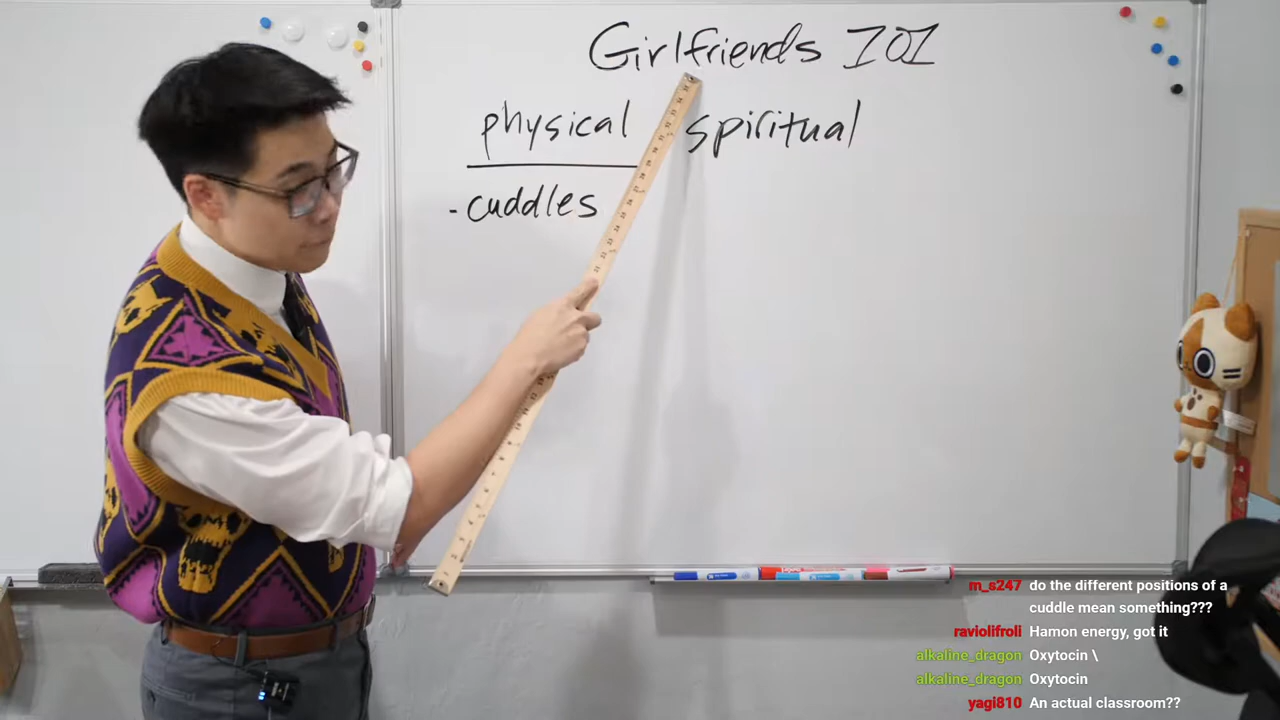 Girlfriends 101
physical spiritual
- cuddles
m_s247 do the different positions of a
cuddle mean something???
raviolifroli Hamon energy, got it
alkaline_dragon Oxytocin \
alkaline_dragon Oxytocin
yagi810 An actual classroom??